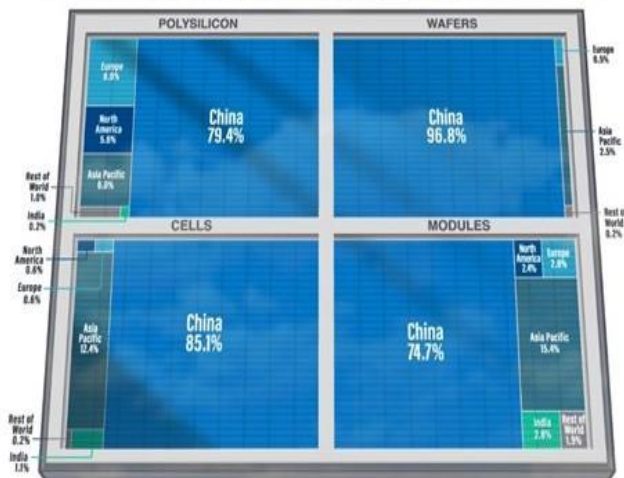 POLYSILICON
Europe
8.0%
North
America
5.6%
Asia Pacific
6.0%
Rest of
World
1.0%
India
0.2%
China
79.4%
WAFERS
Europe
0.5%
China
96.8%
Asia
Pacific
2.5%
Rest of
World
0.2%
CELLS
North
America
0.6%
Europe
0.6%
Asia
Pacific
12.4%
Rest of
World
0.2%
India
1.1%
China
85.1%
MODULES
North
America
2.4%
Europe
2.8%
China
74.7%
Asia Pacific
15.4%
India
2.8%
Rest of
World
1.9%